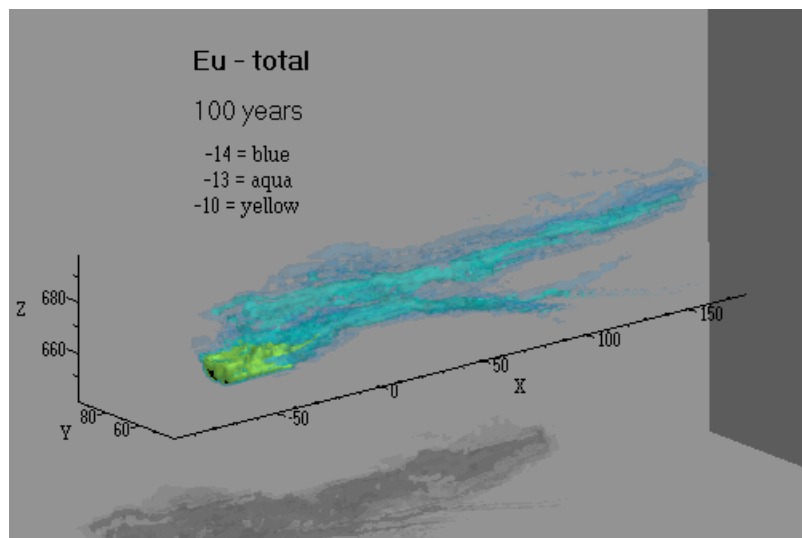 Eu - total
100 years
-14 = blue
-13 = aqua
-10 = yellow
Z
680
660
Y
80
60
-50
0
50
X
100
150